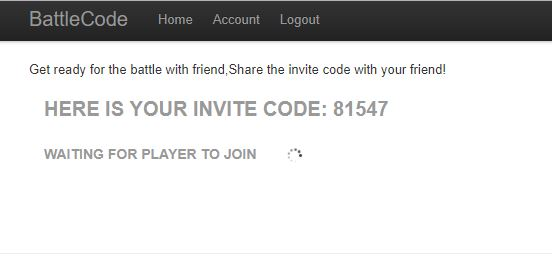 BattleCode Home Account Logout
Get ready for the battle with friend,Share the invite code with your friend!
HERE IS YOUR INVITE CODE: 81547
WAITING FOR PLAYER TO JOIN